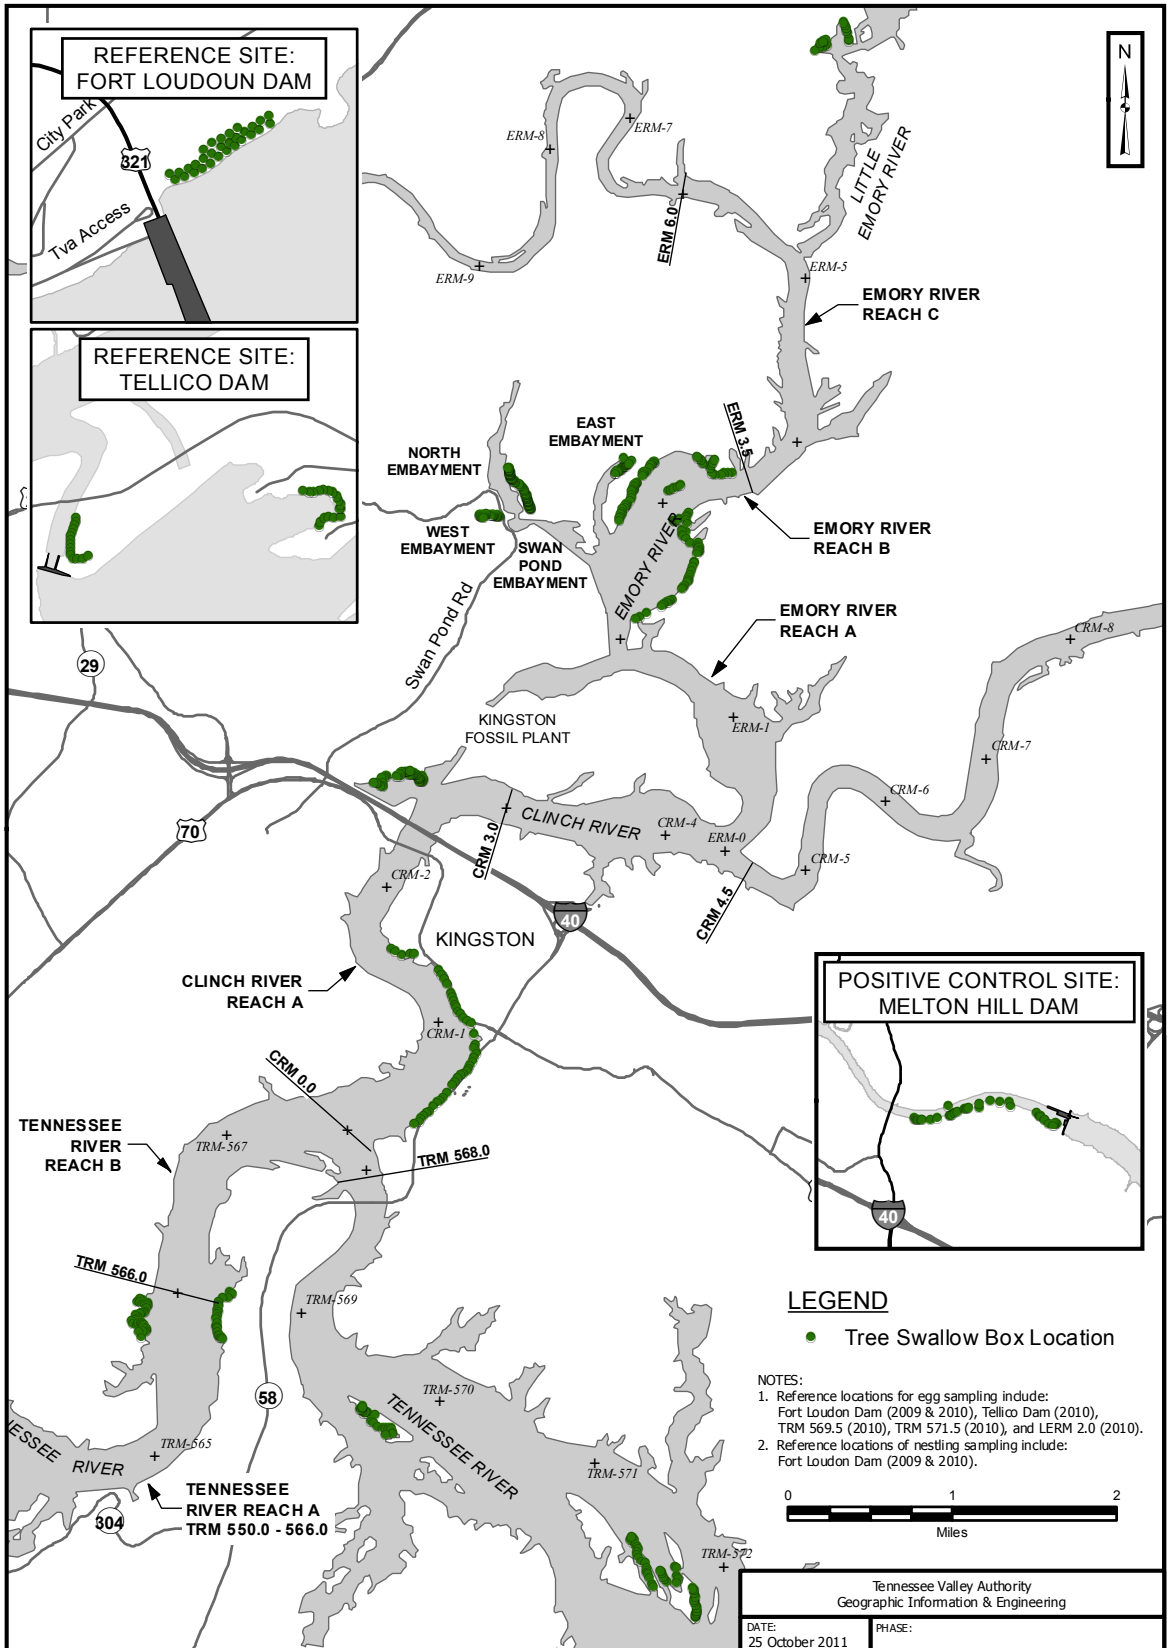 REFERENCE SITE:
FORT LOUDOUN DAM
City Park
321
Tva Access
REFERENCE SITE:
TELLICO DAM
N
ERM-8
ERM-7
ERM 6.0
ERM-9
LITTLE
EMORY RIVER
ERM-5
EMORY RIVER
REACH C
EAST
EMBAYMENT
ERM 3.5
NORTH
EMBAYMENT
WEST
EMBAYMENT
SWAN
POND
EMBAYMENT
EMORY RIVER
EMORY RIVER
REACH B
EMORY RIVER
REACH A
Swan Pond Rd
29
CRM-8
KINGSTON
FOSSIL PLANT
ERM-1
CRM-7
CRM-6
70
CLINCH RIVER
CRM 3.0
CRM-4
ERM-0
CRM-5
CRM-2
CRM 4.5
40
KINGSTON
CLINCH RIVER
REACH A
CRM-1
POSITIVE CONTROL SITE:
MELTON HILL DAM
40
CRM 0.0
TENNESSEE
RIVER
REACH B
TRM-567
TRM 568.0
TRM 566.0
TRM-569
LEGEND
Tree Swallow Box Location
NOTES:
1. Reference locations for egg sampling include:
Fort Loudon Dam (2009 & 2010), Tellico Dam (2010),
TRM 569.5 (2010), TRM 571.5 (2010), and LERM 2.0 (2010).
2. Reference locations of nestling sampling include:
Fort Loudon Dam (2009 & 2010).
58
TRM-570
TENNESSEE RIVER
TRM-571
NESSEE RIVER
TRM-565
TENNESSEE
RIVER REACH A
TRM 550.0 - 566.0
304
0 1 2
Miles
TRM-572
Tennessee Valley Authority
Geographic Information & Engineering
DATE:
25 October 2011
PHASE: